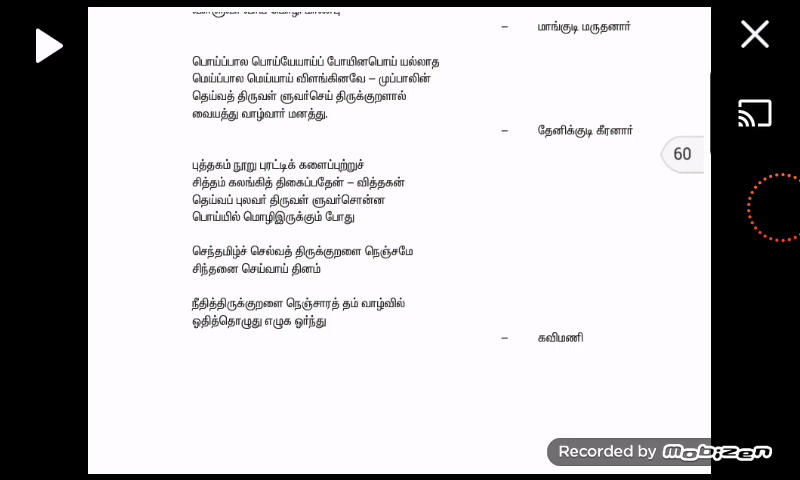 – மாங்குடி மருதனார்
பொய்ப்பால பொய்யேயாய்ப் போயினபொய் யல்லாத
மெய்ப்பால மெய்யாய் விளங்கினவே – முப்பாலின்
தெய்வத் திருவள் ளுவர்செய் திருக்குறளால்
வையத்து வாழ்வார் மனத்து.
– தேனிக்குடி கீரனார்
60
புத்தகம் நூறு புரட்டிக் களைப்புற்றுச்
சித்தம் கலங்கித் திகைப்பதேன் – வித்தகன்
தெய்வப் புலவர் திருவள் ளுவர்சொன்ன
பொய்யில் மொழிஇருக்கும் போது
செந்தமிழ்ச் செல்வத் திருக்குறளை நெஞ்சமே
சிந்தனை செய்வாய் தினம்
நீதித்திருக்குறளை நெஞ்சாரத் தம் வாழ்வில்
ஓதித்தொழுது எழுக ஓர்ந்து
– கவிமணி
Recorded by mobizen